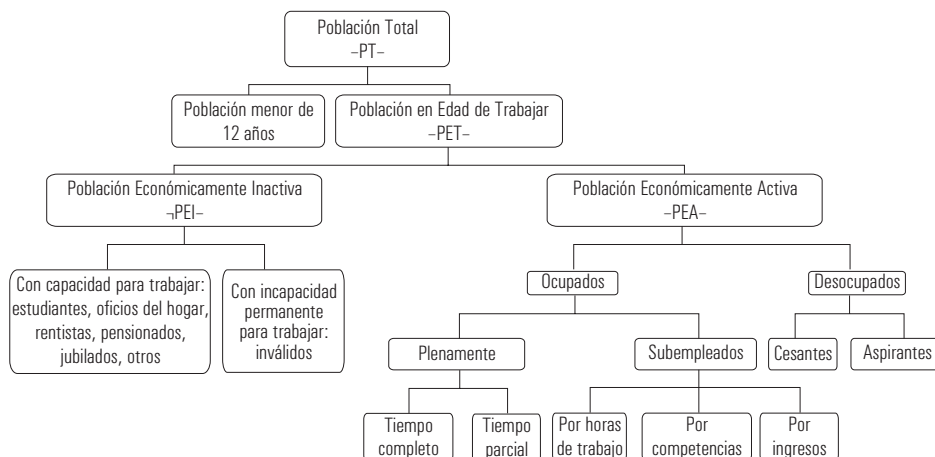 Población Total
–PT–
Población menor de
12 años
Población en Edad de Trabajar
–PET–
Población Económicamente Inactiva
¬PEI–
Población Económicamente Activa
–PEA–
Con capacidad para trabajar:
estudiantes, oficios del hogar,
rentistas, pensionados,
jubilados, otros
Con incapacidad
permanente
para trabajar:
inválidos
Ocupados
Desocupados
Plenamente
Subempleados
Cesantes
Aspirantes
Tiempo
completo
Tiempo
parcial
Por horas
de trabajo
Por
competencias
Por
ingresos